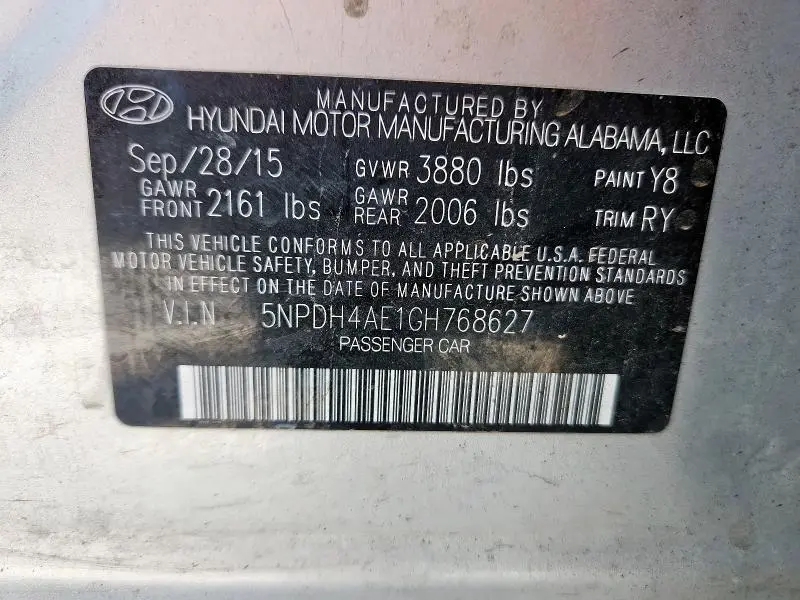 MANUFACTURED BY
HYUNDAI MOTOR MANUFACTURING ALABAMA, LLC
Sep/28/15 GVWR 3880 lbs PAINT Y8
GAWR FRONT 2161 lbs GAWR REAR 2006 lbs TRIM RY
THIS VEHICLE CONFORMS TO ALL APPLICABLE U.S.A. FEDERAL
MOTOR VEHICLE SAFETY, BUMPER, AND THEFT PREVENTION STANDARDS
IN EFFECT ON THE DATE OF MANUFACTURE SHOWN ABOVE
V.I.N 5NPDH4AE1GH768627
PASSENGER CAR